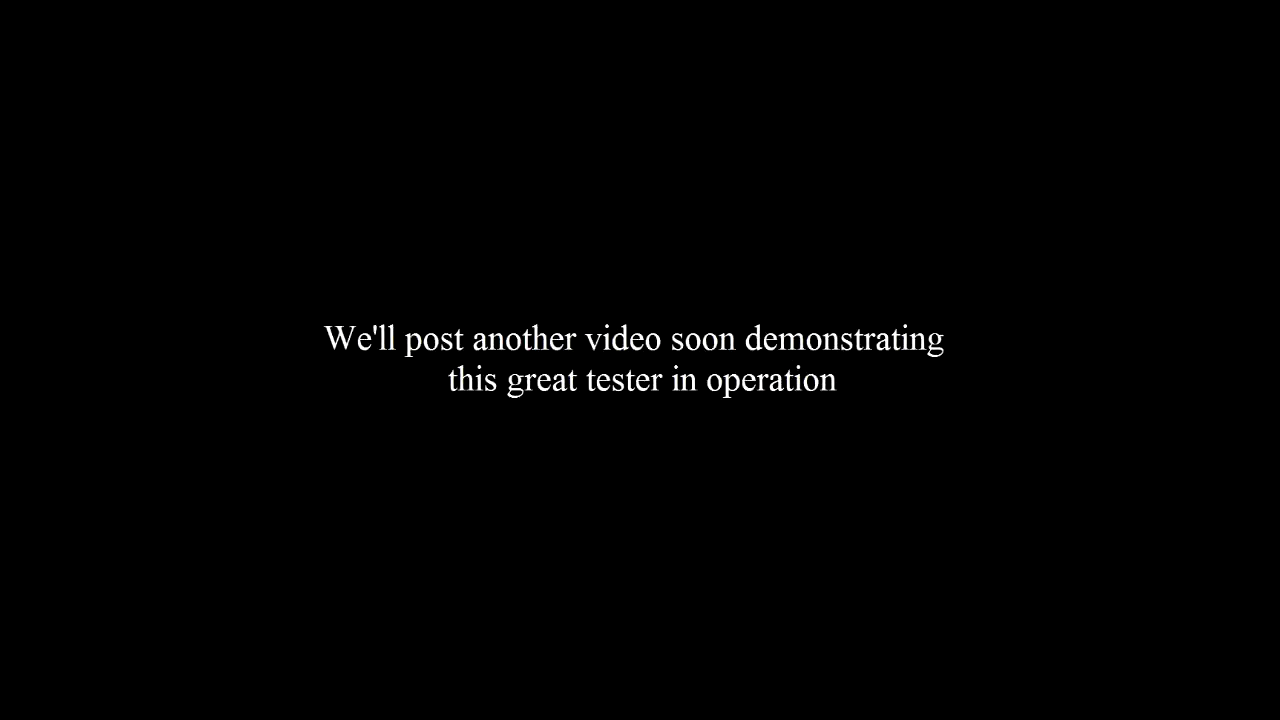 We'll post another video soon demonstrating
this great tester in operation